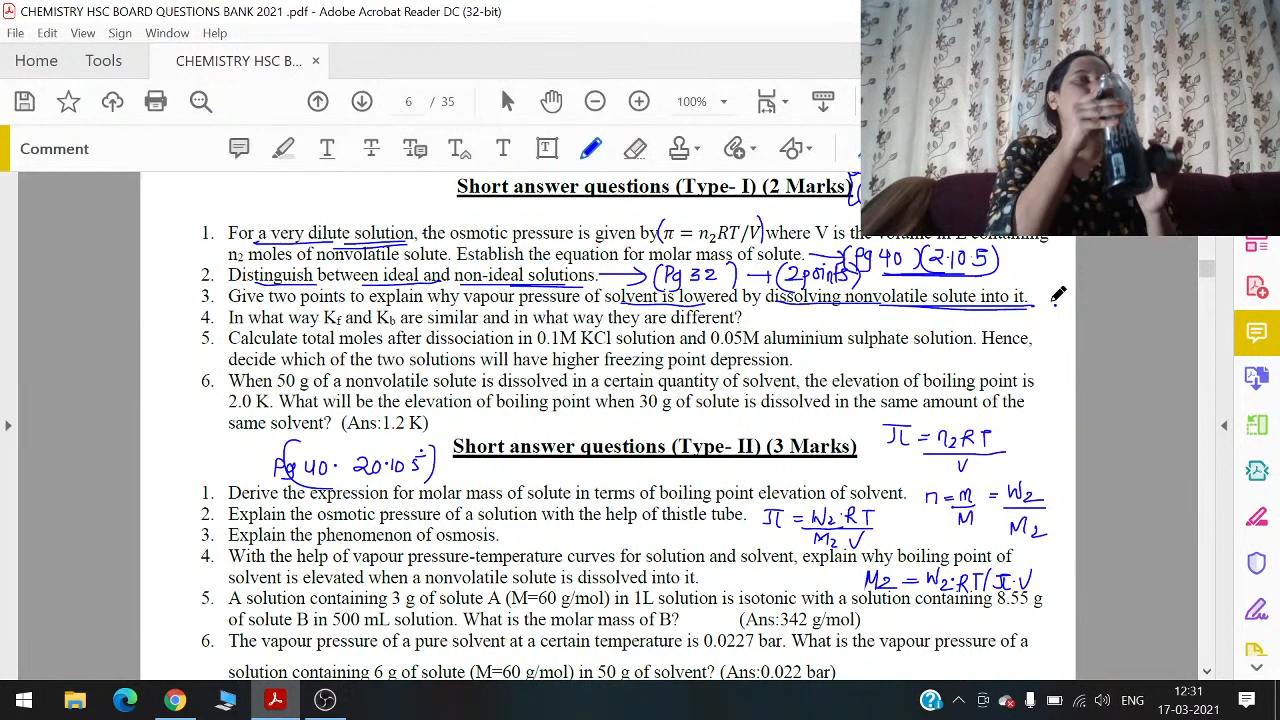 CHEMISTRY HSC BOARD QUESTIONS BANK 2021 .pdf - Adobe Acrobat Reader DC (32-bit)
File Edit View Sign Window Help
Home Tools CHEMISTRY HSC B... ×
6 / 35 100%
Comment
Short answer questions (Type- I) (2 Marks)
1. For a very dilute solution, the osmotic pressure is given by (π = n₂RT/V) where V is the volume in L containing
n₂ moles of nonvolatile solute. Establish the equation for molar mass of solute. → (Pg 40) (2.10.5)
2. Distinguish between ideal and non-ideal solutions. → (Pg 32) → (2 points)
3. Give two points to explain why vapour pressure of solvent is lowered by dissolving nonvolatile solute into it.
4. In what way Kf and Kb are similar and in what way they are different?
5. Calculate total moles after dissociation in 0.1M KCl solution and 0.05M aluminium sulphate solution. Hence,
decide which of the two solutions will have higher freezing point depression.
6. When 50 g of a nonvolatile solute is dissolved in a certain quantity of solvent, the elevation of boiling point is
2.0 K. What will be the elevation of boiling point when 30 g of solute is dissolved in the same amount of the
same solvent? (Ans:1.2 K)
π = n₂RT / V
Short answer questions (Type- II) (3 Marks)
(Pg 40. 20.10 5)
1. Derive the expression for molar mass of solute in terms of boiling point elevation of solvent.
n = m / M = W₂ / M₂
2. Explain the osmotic pressure of a solution with the help of thistle tube.
π = W₂.RT / M₂ V
3. Explain the phenomenon of osmosis.
4. With the help of vapour pressure-temperature curves for solution and solvent, explain why boiling point of
solvent is elevated when a nonvolatile solute is dissolved into it.
M₂ = W₂.RT/π.V
5. A solution containing 3 g of solute A (M=60 g/mol) in 1L solution is isotonic with a solution containing 8.55 g
of solute B in 500 mL solution. What is the molar mass of B? (Ans:342 g/mol)
6. The vapour pressure of a pure solvent at a certain temperature is 0.0227 bar. What is the vapour pressure of a
solution containing 6 g of solute (M=60 g/mol) in 50 g of solvent? (Ans:0.022 bar)
ENG 12:31
17-03-2021